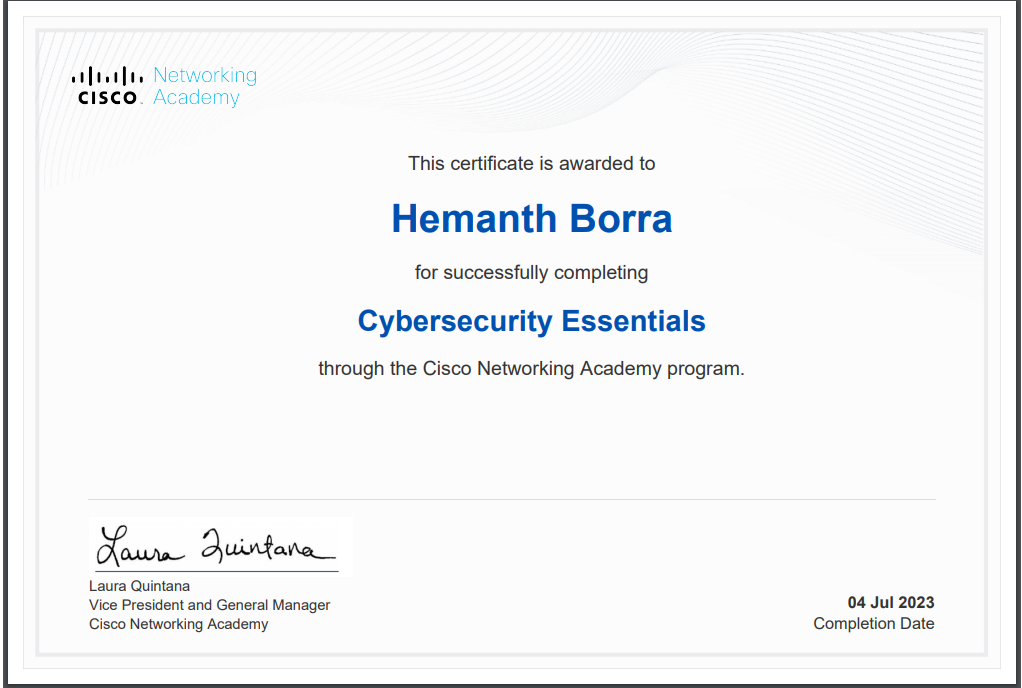 Networking
CISCO. Academy
This certificate is awarded to
Hemanth Borra
for successfully completing
Cybersecurity Essentials
through the Cisco Networking Academy program.
Laura Quintana
Laura Quintana
Vice President and General Manager
Cisco Networking Academy
04 Jul 2023
Completion Date